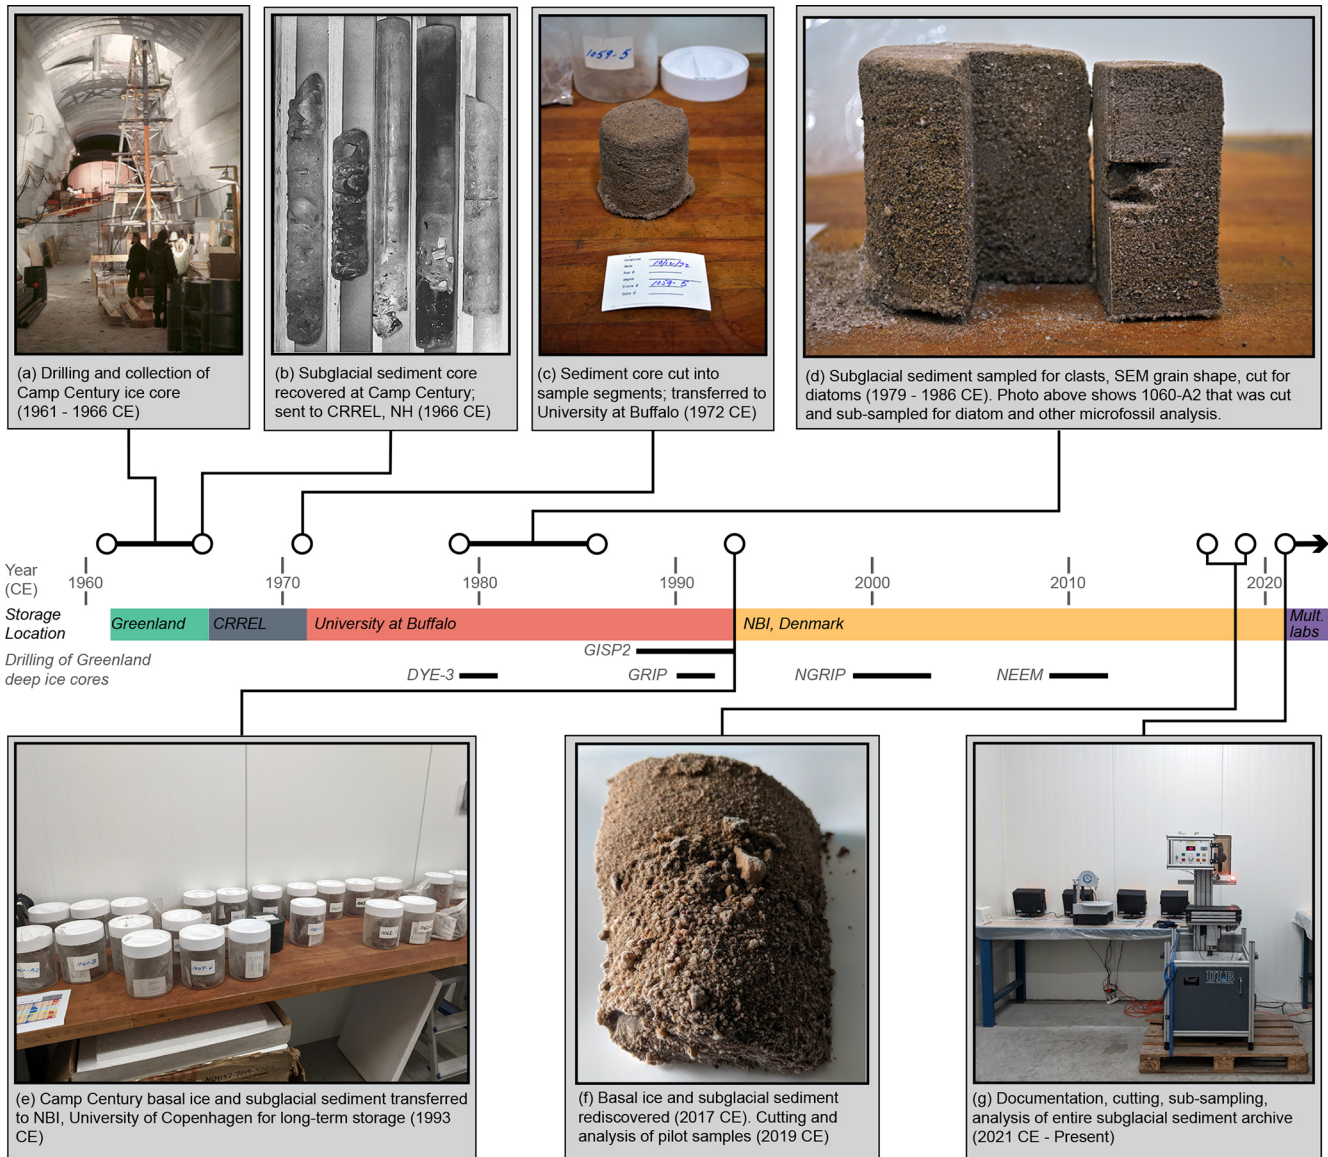 1059-5
10/12/72
1059-5
(a) Drilling and collection of
Camp Century ice core
(1961 - 1966 CE)
(b) Subglacial sediment core
recovered at Camp Century;
sent to CRREL, NH (1966 CE)
(c) Sediment core cut into
sample segments; transferred to
University at Buffalo (1972 CE)
(d) Subglacial sediment sampled for clasts, SEM grain shape, cut for
diatoms (1979 - 1986 CE). Photo above shows 1060-A2 that was cut
and sub-sampled for diatom and other microfossil analysis.
Year
(CE)
1960
1970
1980
1990
2000
2010
2020
Storage
Location
Greenland
CRREL
University at Buffalo
NBI, Denmark
Mult.
labs
Drilling of Greenland
deep ice cores
GISP2
DYE-3
GRIP
NGRIP
NEEM
ULB
(e) Camp Century basal ice and subglacial sediment transferred
to NBI, University of Copenhagen for long-term storage (1993
CE)
(f) Basal ice and subglacial sediment
rediscovered (2017 CE). Cutting and
analysis of pilot samples (2019 CE)
(g) Documentation, cutting, sub-sampling,
analysis of entire subglacial sediment archive
(2021 CE - Present)